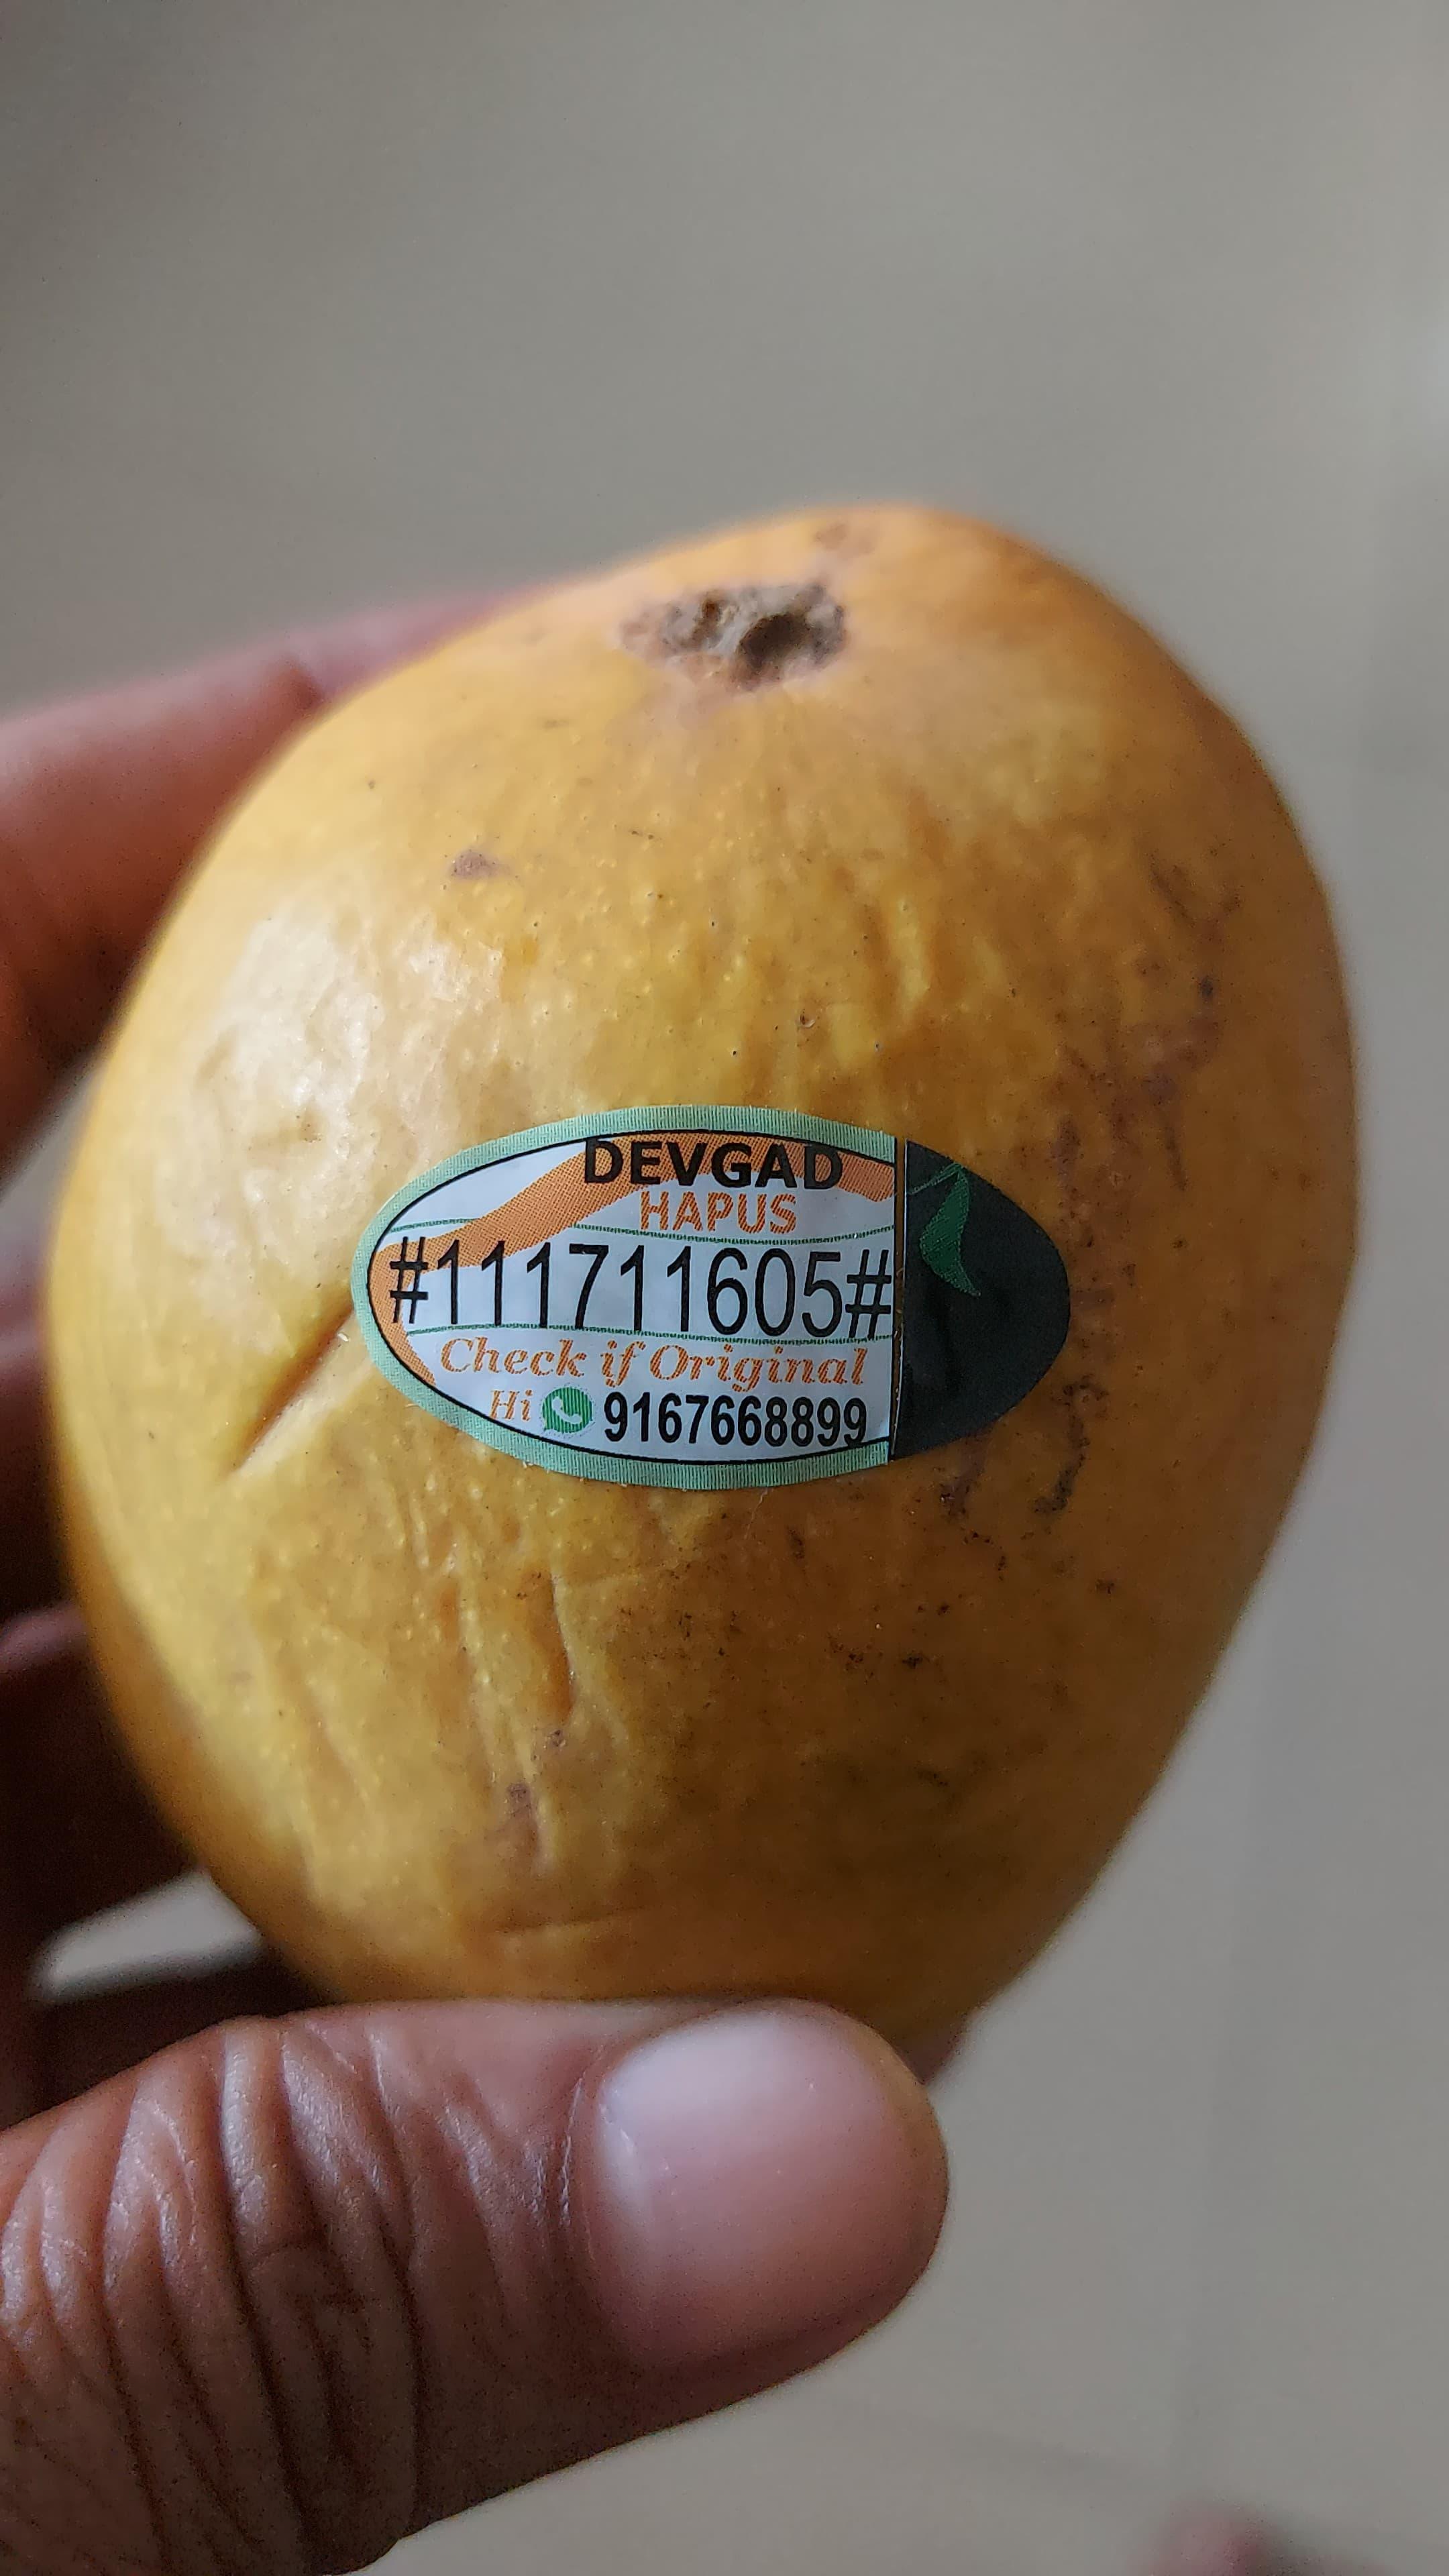 DEVGAD
HAPUS
#111711605#
Check if Original
Hi 9167668899